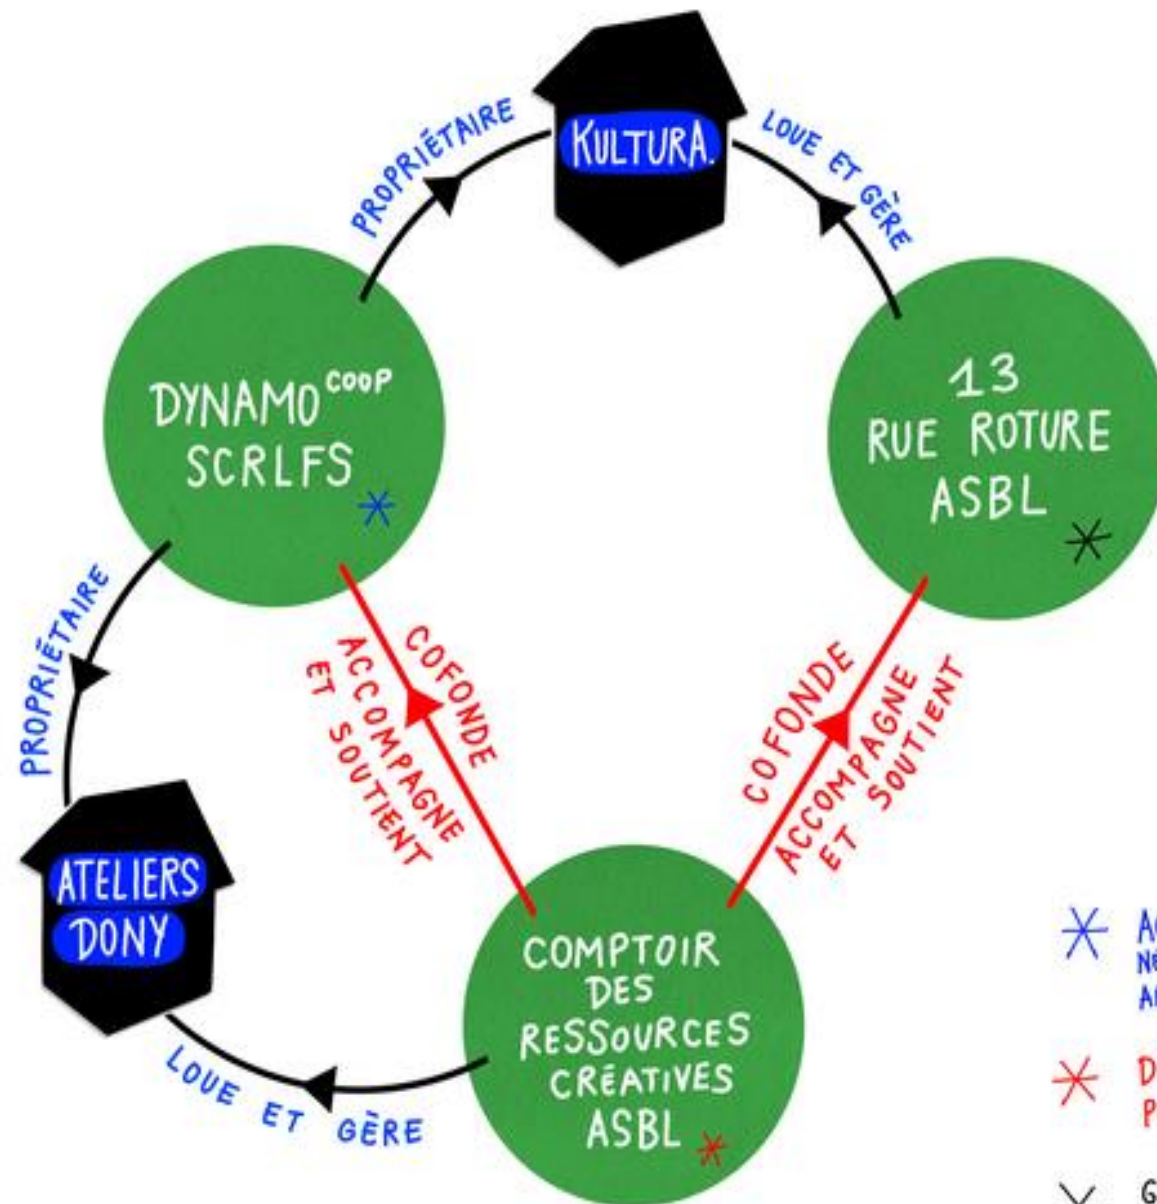 PROPRIÉTAIRE
KULTURA.
LOUE ET GÈRE
DYNAMO COOP
SCRLFS
13
RUE ROTURE
ASBL
PROPRIÉTAIRE
COFONDE
ACCOMPAGNE
ET SOUTIENT
COFONDE
ACCOMPAGNE
ET SOUTIENT
ATELIERS
DONY
LOUE ET GÈRE
COMPTOIR
DES
RESSOURCES
CRÉATIVES
ASBL